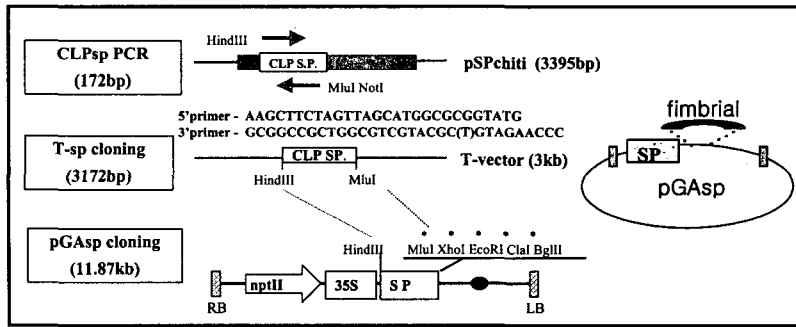 CLPsp PCR
(172bp)
HindIII
CLP S.P.
pSPchiti (3395bp)
MluI NotI
5'primer - AAGCTTCTAGTTAGCATGGCGCGGTATG
3'primer - GCGGCCGCTGGCGTCGTACGC(T)GTAGAACCC
T-sp cloning
(3172bp)
CLP SP.
T-vector (3kb)
HindIII
MluI
fimbrial
SP
pGAsp
pGAsp cloning
(11.87kb)
HindIII
MluI XhoI EcoRI ClaI BglII
nptII
35S
S P
RB
LB